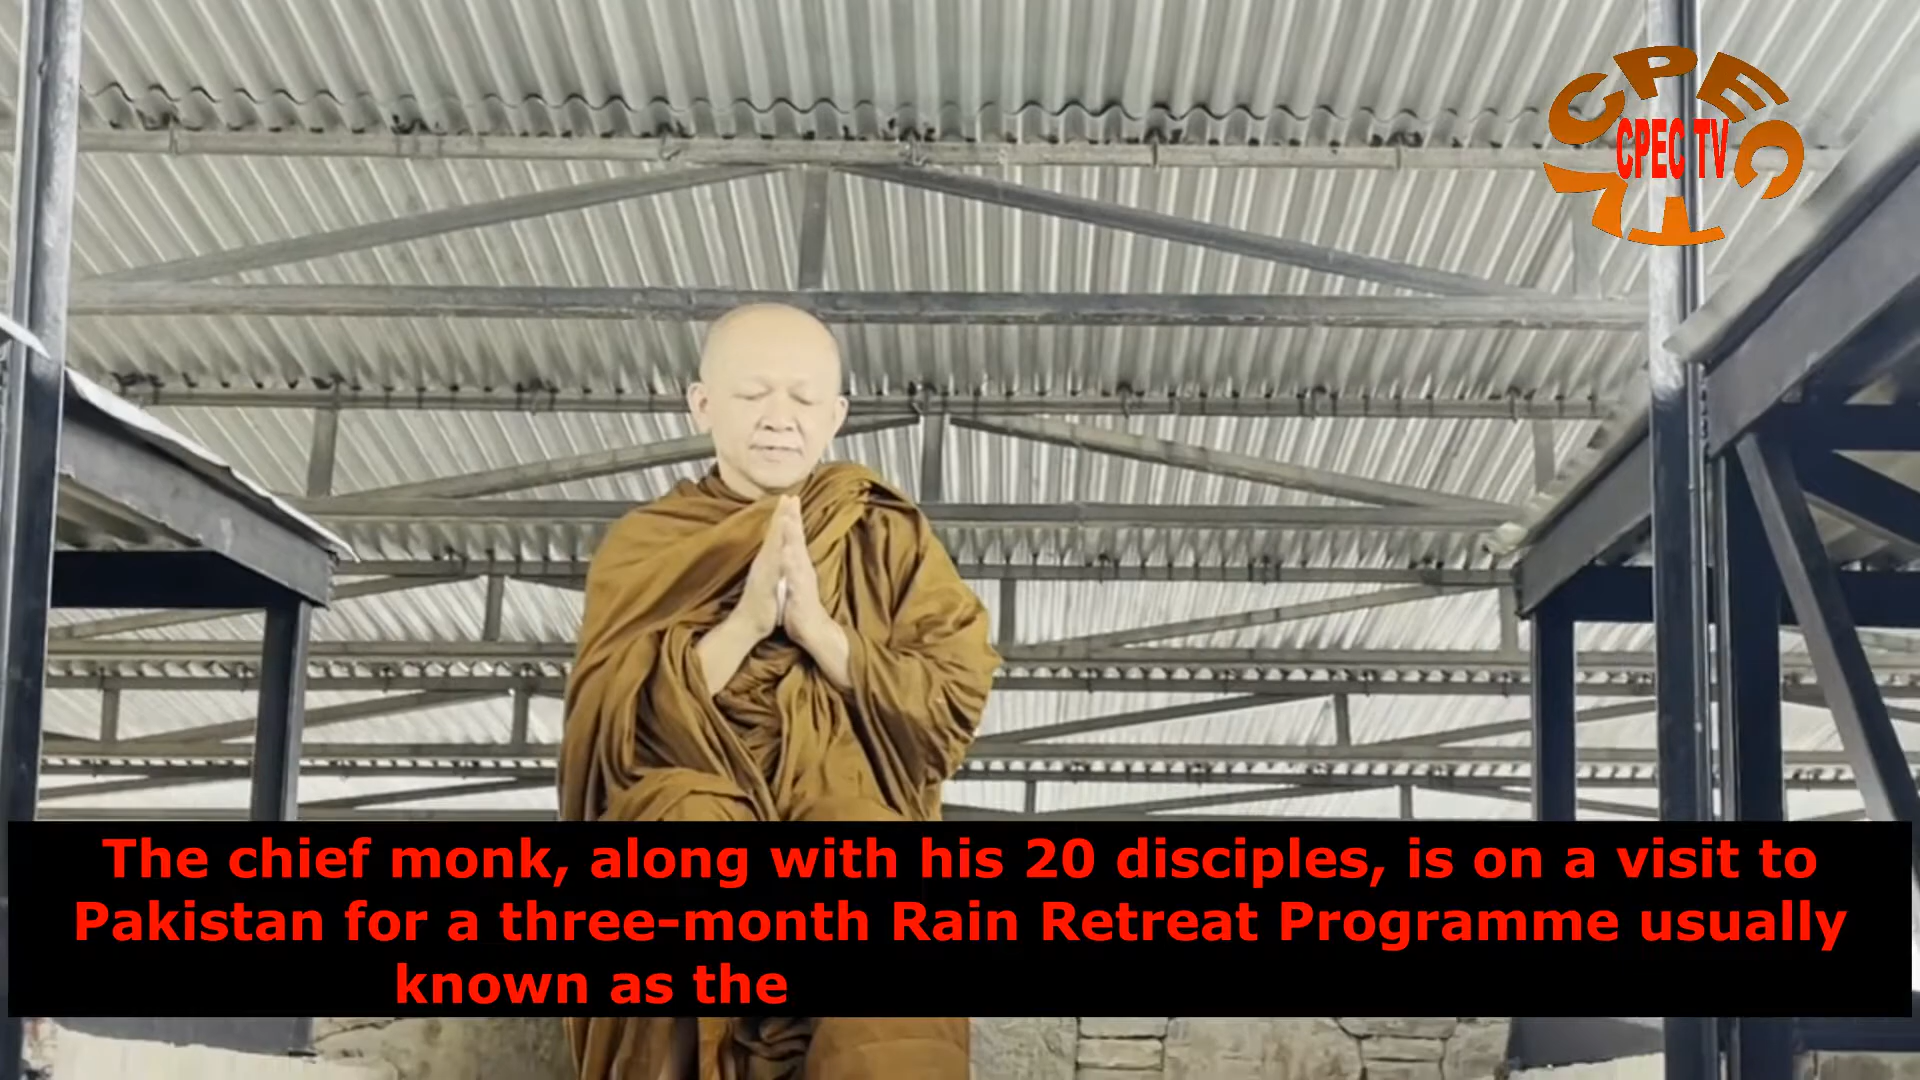 CPEC TV
CPEC TV
The chief monk, along with his 20 disciples, is on a visit to
Pakistan for a three-month Rain Retreat Programme usually
known as the